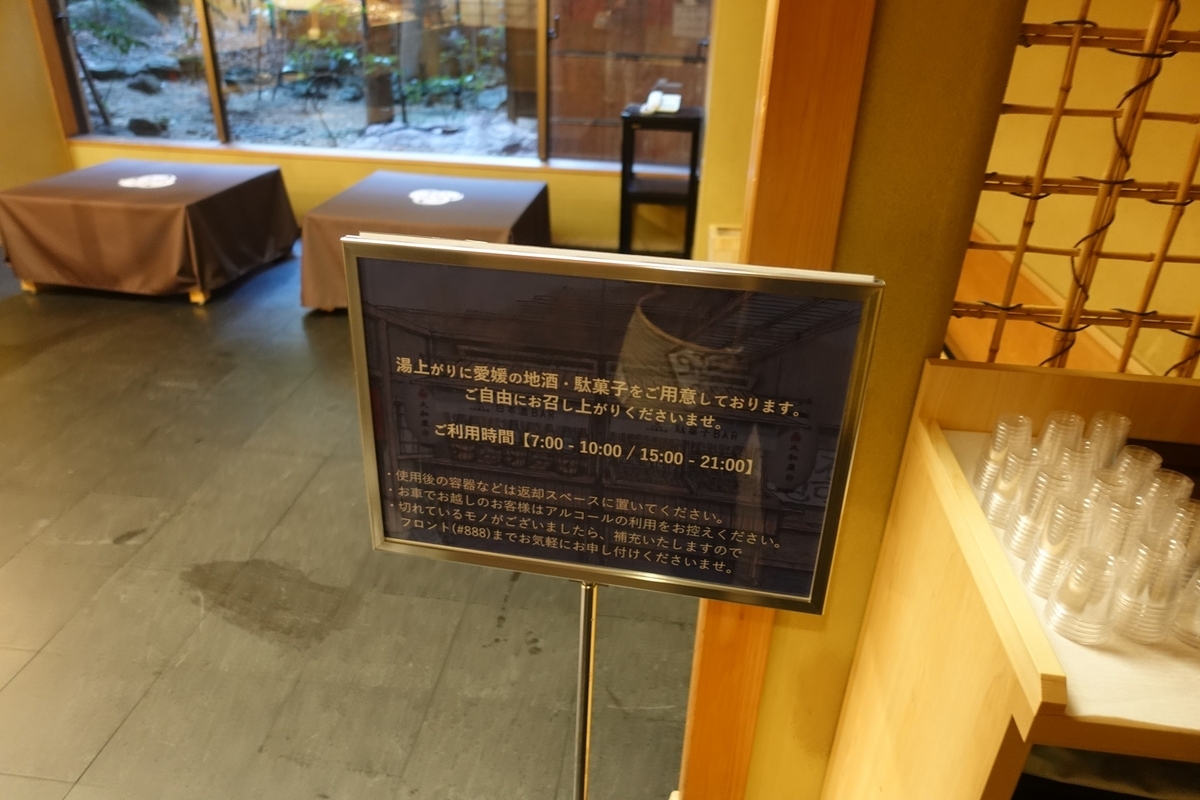 湯上がりに愛媛の地酒・駄菓子をご用意しております。
ご自由にお召し上がりくださいませ。
ご利用時間【7:00 - 10:00 / 15:00 - 21:00】
・使用後の容器などは返却スペースに置いてください。
・お車でお越しのお客様はアルコールの利用をお控えください。
・切れているモノがございましたら、補充いたしますので
フロント(#888)までお気軽にお申し付けくださいませ。